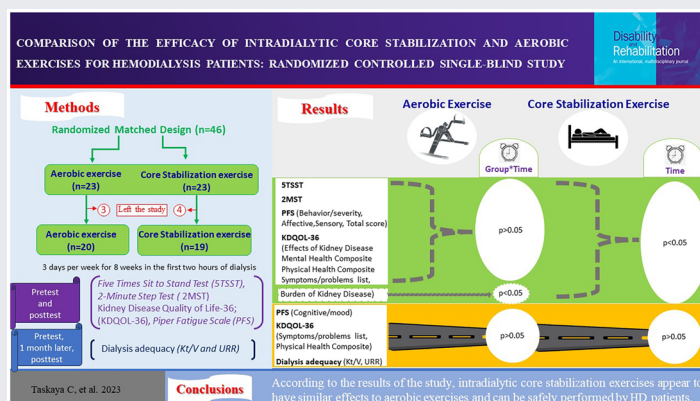 COMPARISON OF THE EFFICACY OF INTRADIALYTIC CORE STABILIZATION AND AEROBIC
EXERCISES FOR HEMODIALYSIS PATIENTS: RANDOMIZED CONTROLLED SINGLE-BLIND STUDY
Disability
and
Rehabilitation
An international, multidisciplinary journal
Methods
Randomized Matched Design (n=46)
Aerobic exercise
(n=23)
Core Stabilization exercise
(n=23)
3
Left the study
4
Aerobic exercise
(n=20)
Core Stabilization exercise
(n=19)
3 days per week for 8 weeks in the first two hours of dialysis
Pretest
and
posttest
Five Times Sit to Stand Test (5TSST),
2-Minute Step Test ( 2MST)
Kidney Disease Quality of Life-36;
(KDQOL-36), Piper Fatigue Scale (PFS)
Pretest,
1 month later,
posttest
Dialysis adequacy (Kt/V and URR)
Results
Aerobic Exercise
Core Stabilization Exercise
Group*Time
Time
5TSST
2MST
PFS (Behavior/severity,
Affective,Sensory, Total score)
KDQOL-36
(Effects of Kidney Disease
Mental Health Composite
Physical Health Composite
Symptoms/problems list,
Burden of Kidney Disease)
p>0.05
p<0.05
p<0.05
PFS (Cognitive/mood)
KDQOL-36
(Symptoms/problems list,
Physical Health Composite)
Dialysis adequacy (Kt/V, URR)
p>0.05
p>0.05
Taskaya C, et al. 2023
Conclusions
According to the results of the study, intradialytic core stabilization exercises appear to
have similar effects to aerobic exercises and can be safely performed by HD patients